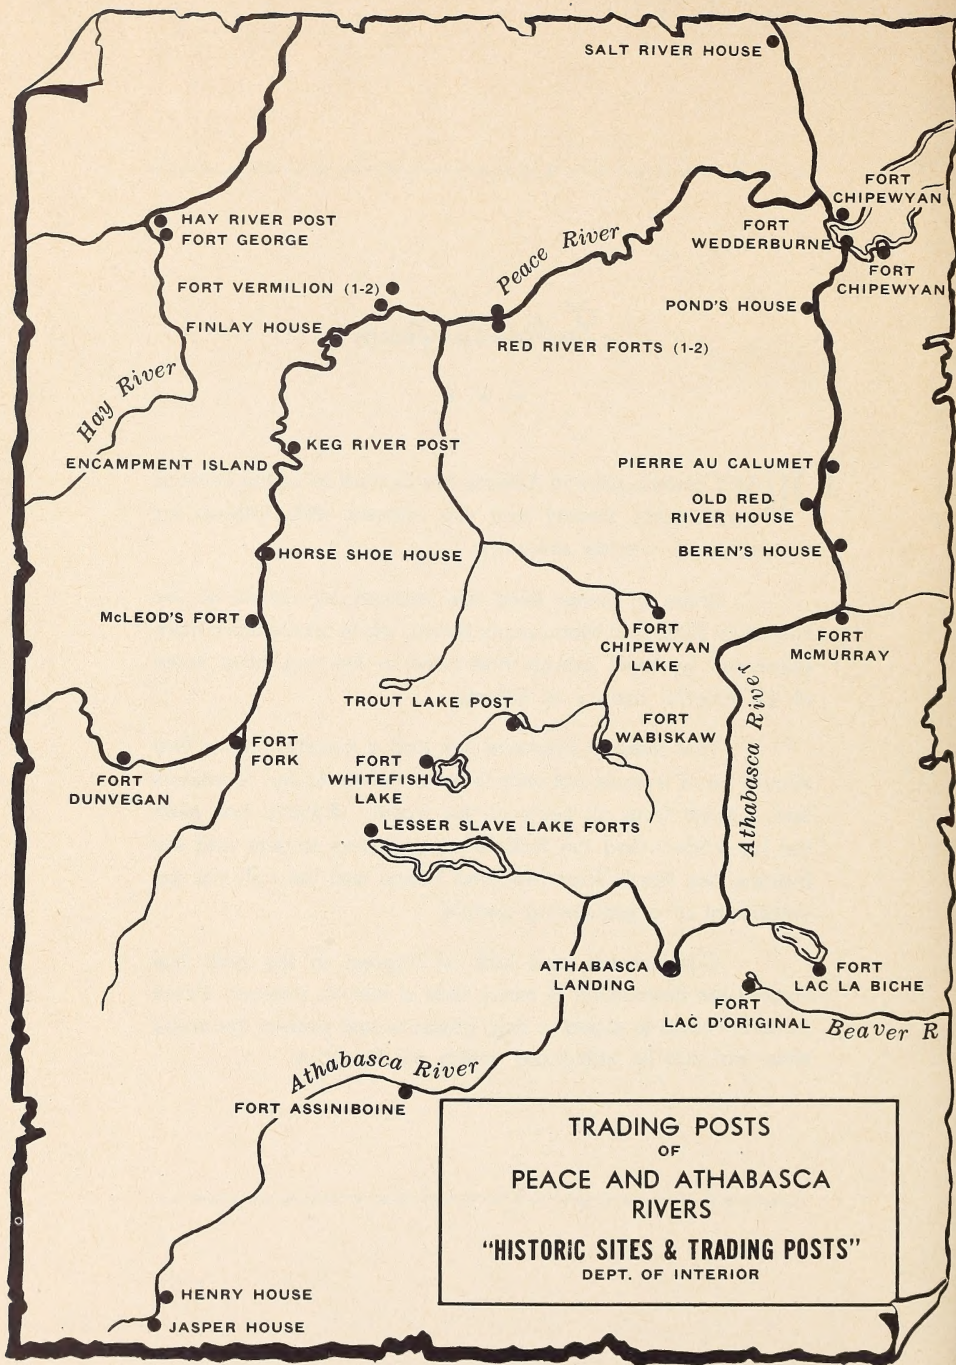 SALT RIVER HOUSE
FORT
CHIPEWYAN
HAY RIVER POST
FORT GEORGE
FORT
WEDDERBURNE
Peace River
FORT
CHIPEWYAN
FORT VERMILION (1-2)
POND'S HOUSE
FINLAY HOUSE
RED RIVER FORTS (1-2)
Hay River
KEG RIVER POST
ENCAMPMENT ISLAND
PIERRE AU CALUMET
OLD RED
RIVER HOUSE
BEREN'S HOUSE
HORSE SHOE HOUSE
McLEOD'S FORT
FORT
CHIPEWYAN
LAKE
FORT
McMURRAY
TROUT LAKE POST
FORT
WABISKAW
Athabasca River
FORT
FORK
FORT
DUNVEGAN
FORT
WHITEFISH
LAKE
LESSER SLAVE LAKE FORTS
ATHABASCA
LANDING
FORT
LAC LA BICHE
FORT
LAC D'ORIGINAL
Beaver R
Athabasca River
FORT ASSINIBOINE
TRADING POSTS
OF
PEACE AND ATHABASCA
RIVERS
"HISTORIC SITES & TRADING POSTS"
DEPT. OF INTERIOR
HENRY HOUSE
JASPER HOUSE